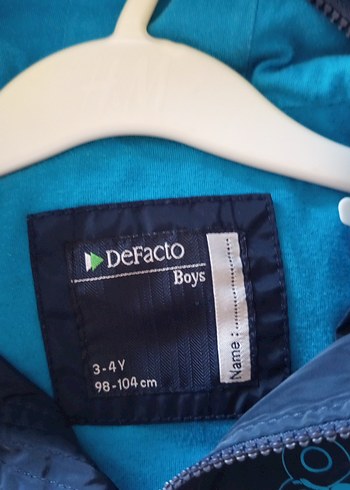 DeFacto
Boys
3-4Y
98-104 cm
Name :..................